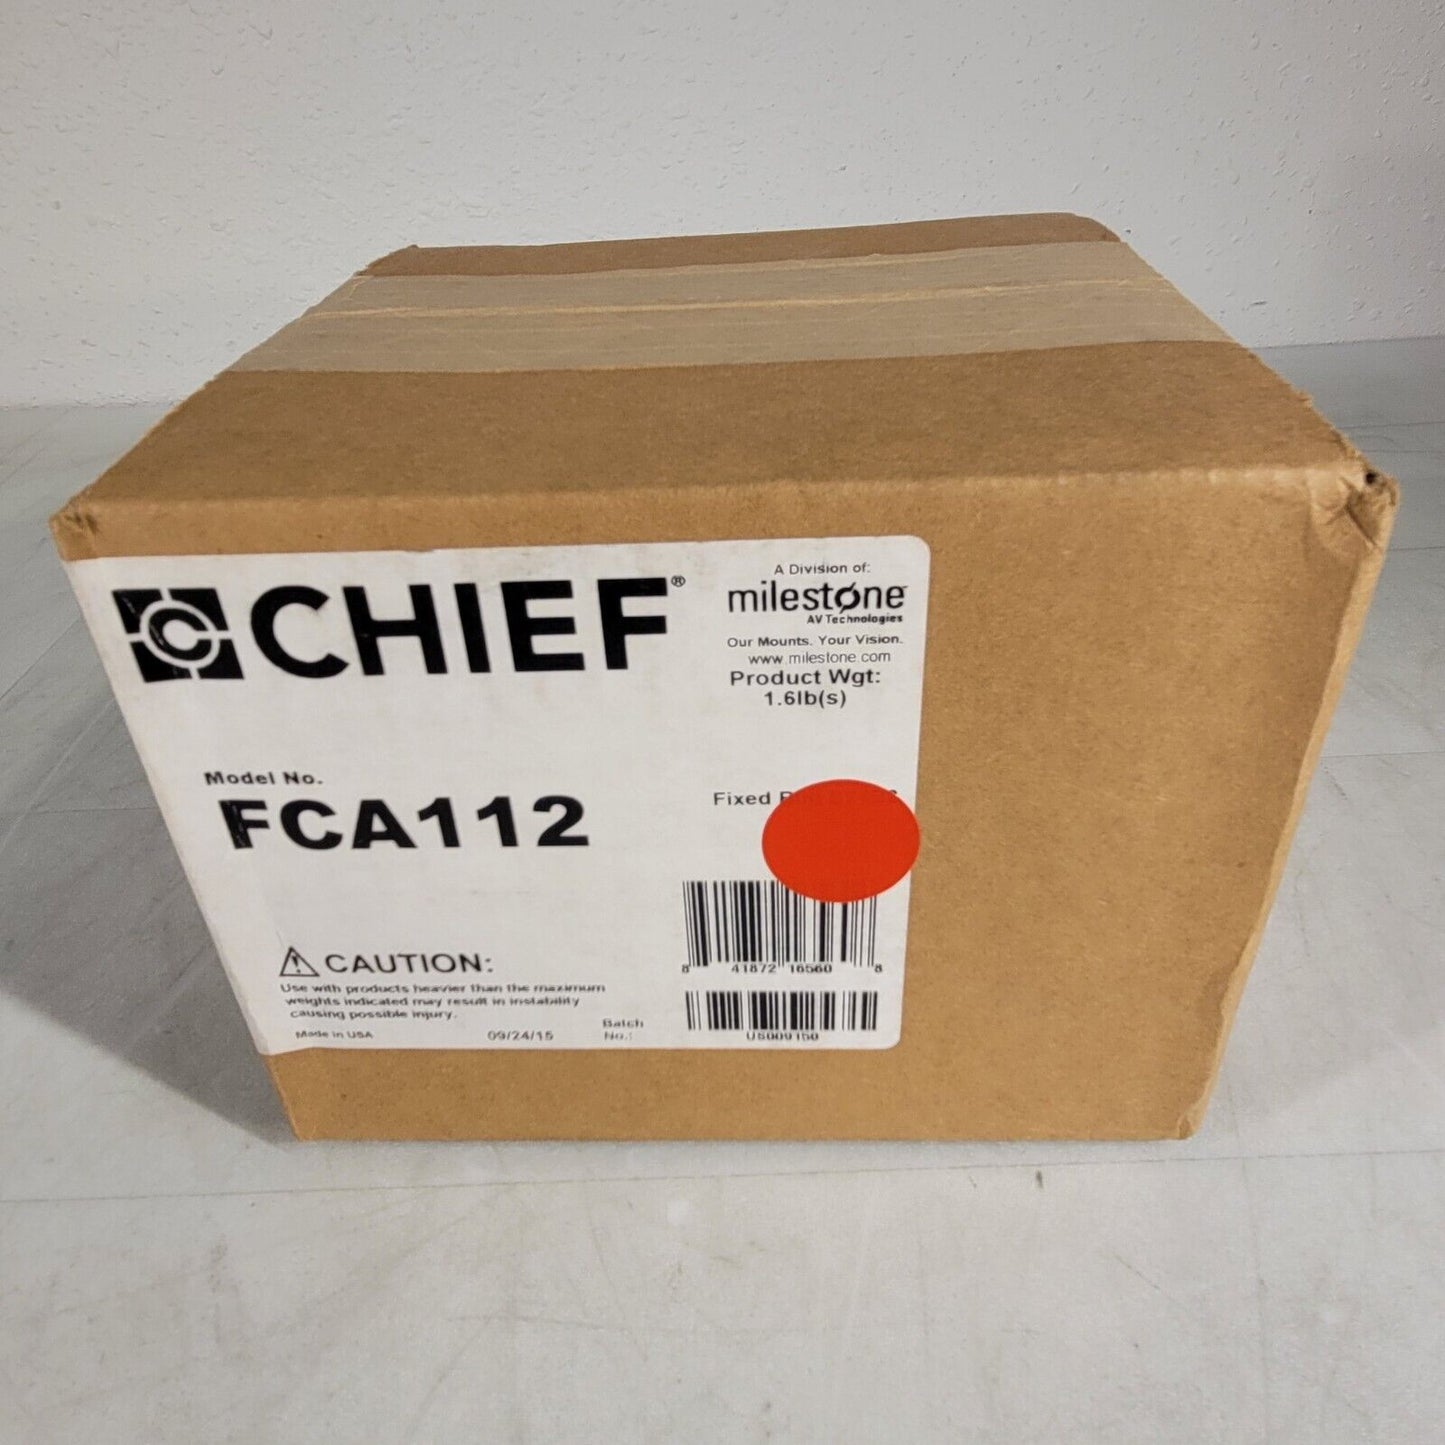 CHIEF®
A Division of:
milestone
AV Technologies
Our Mounts. Your Vision.
www.milestone.com
Product Wgt:
1.6lb(s)
Model No.
FCA112
Fixed
8 41872 16560 8
CAUTION:
Use with products heavier than the maximum
weights indicated may result in instability
causing possible injury.
Made in USA
09/24/15
Batch
No.:
US009150